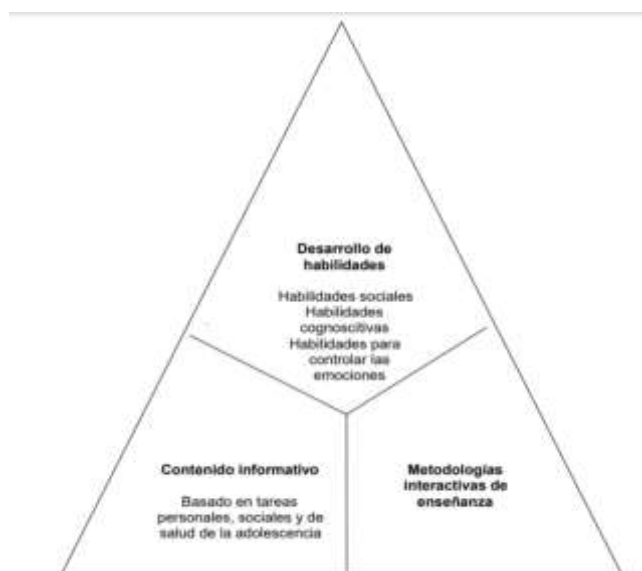 Desarrollo de
habilidades
Habilidades sociales
Habilidades
cognoscitivas
Habilidades para
controlar las
emociones
Contenido informativo
Basado en tareas
personales, sociales y de
salud de la adolescencia
Metodologías
interactivas de
enseñanza